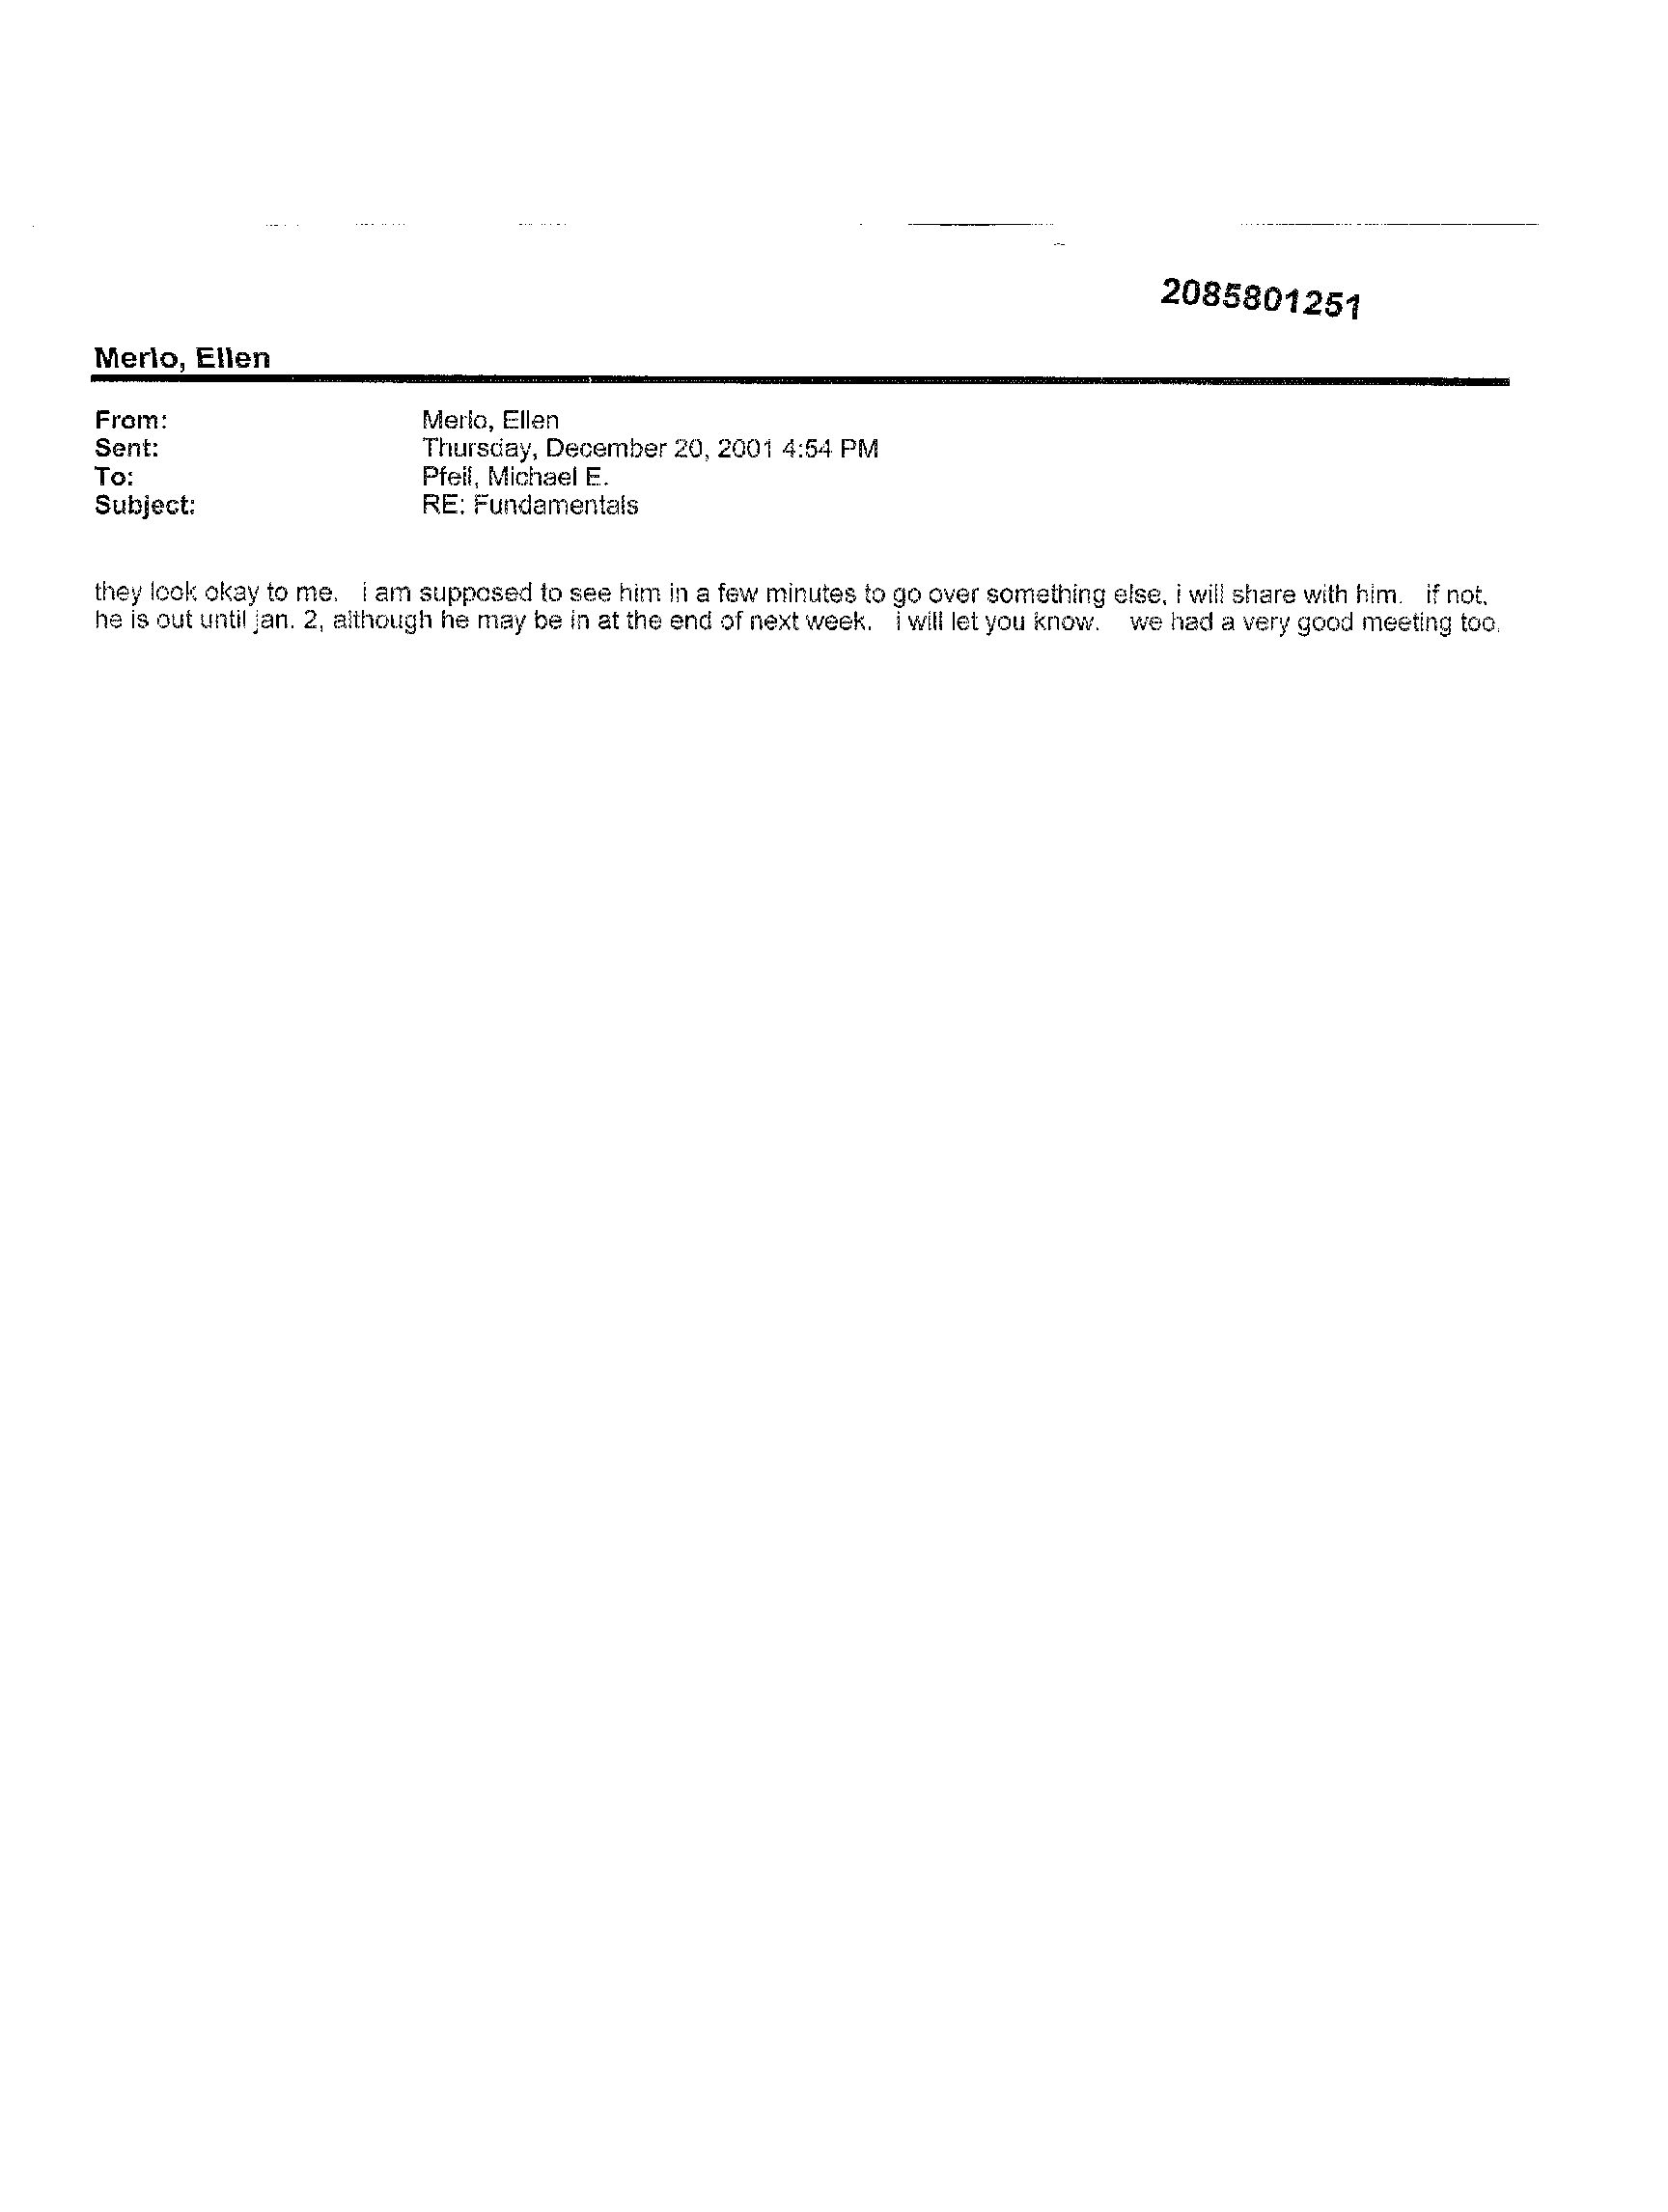 2085801251
Merlo, Ellen
From: Merlo, Ellen
Sent: Thursday, December 20, 2001 4:54 PM
To: Pfeil, Michael E.
Subject: RE: Fundamentals
they look okay to me. i am supposed to see him in a few minutes to go over something else, i will share with him. if not,
he is out until jan. 2, although he may be in at the end of next week. i will let you know. we had a very good meeting too.